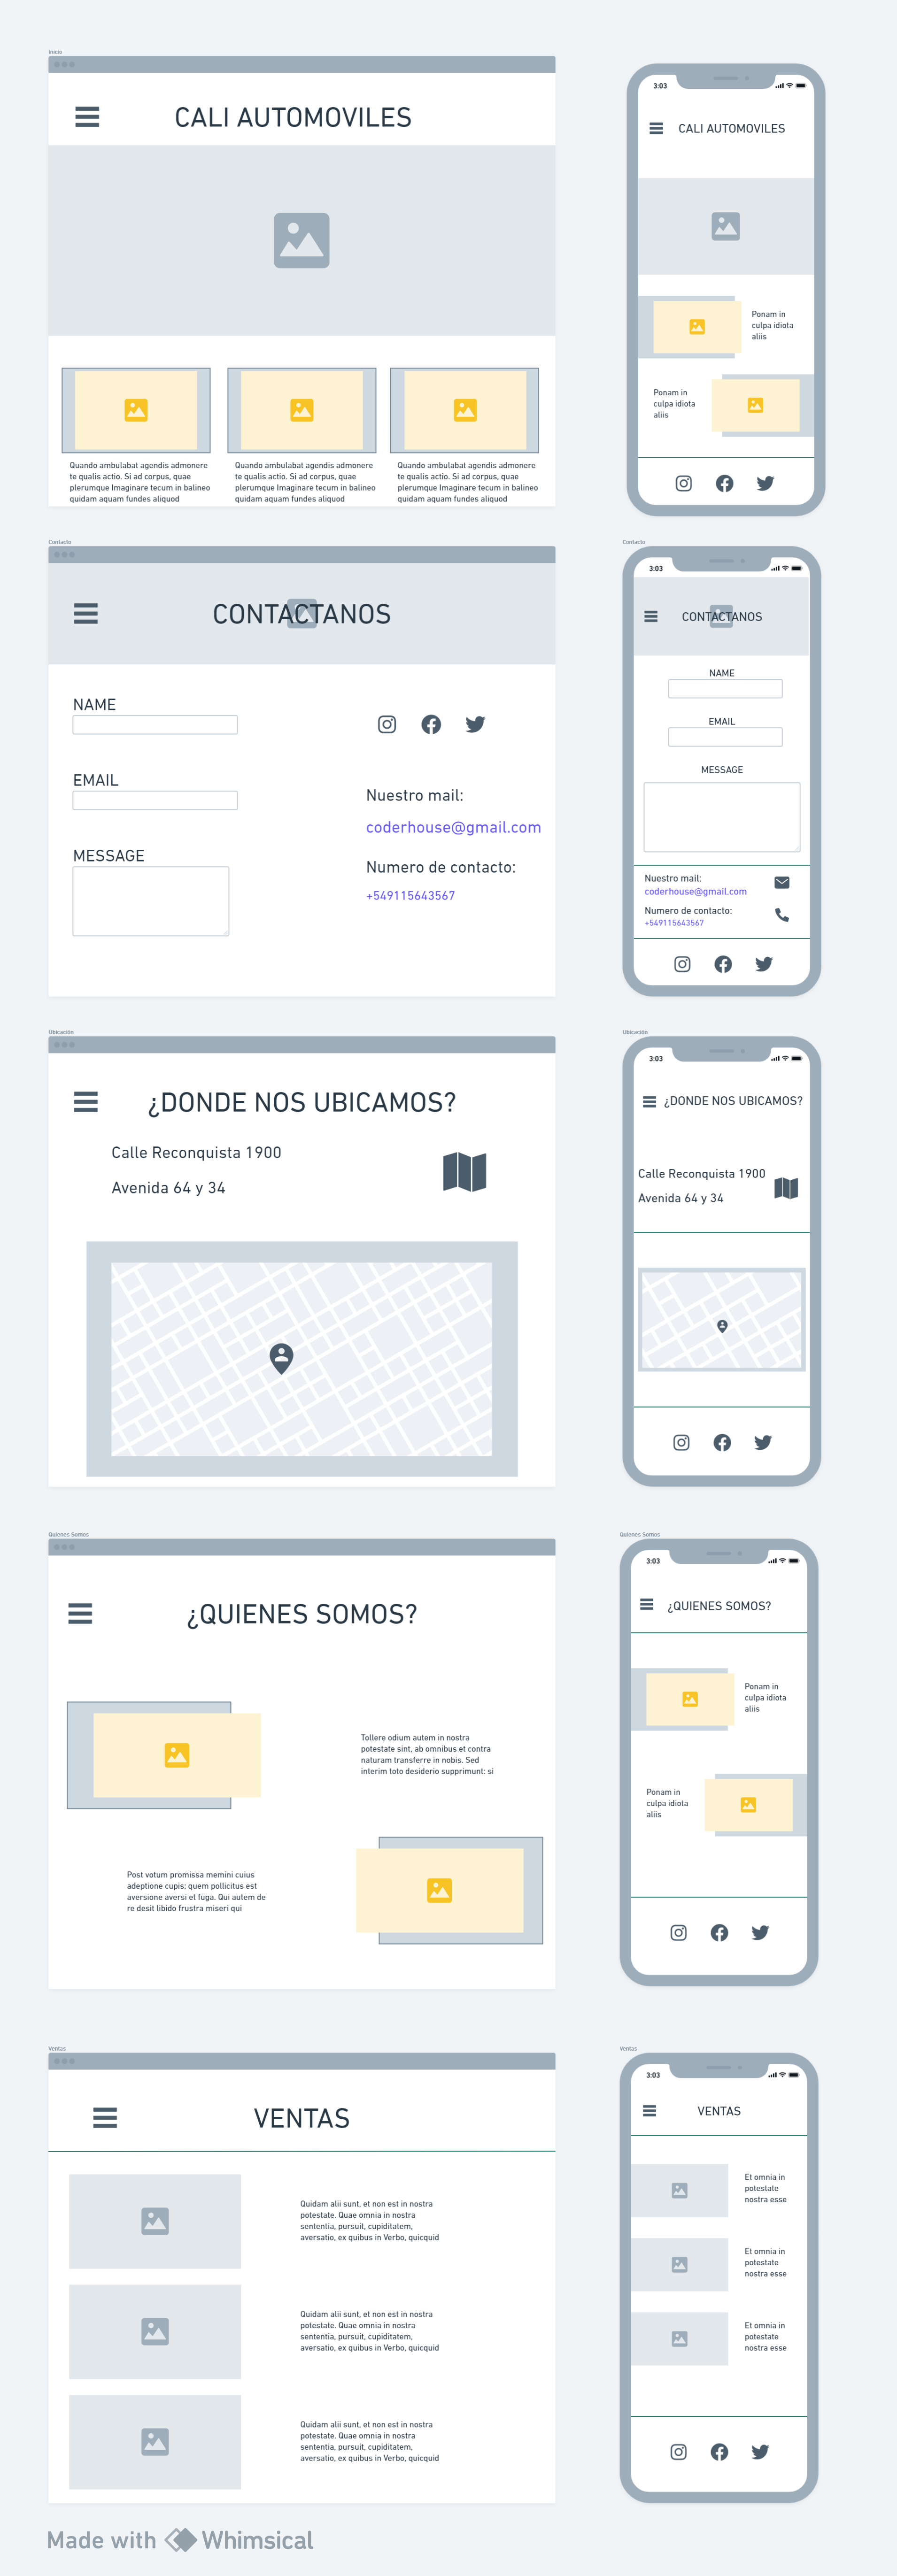 Inicio
CALI AUTOMOVILES
Quando ambulabat agendis admonere
te qualis actio. Si ad corpus, quae
plerumque Imaginare tecum in balineo
quidam aquam fundes aliquod
Quando ambulabat agendis admonere
te qualis actio. Si ad corpus, quae
plerumque Imaginare tecum in balineo
quidam aquam fundes aliquod
Quando ambulabat agendis admonere
te qualis actio. Si ad corpus, quae
plerumque Imaginare tecum in balineo
quidam aquam fundes aliquod
3:03
CALI AUTOMOVILES
Ponam in
culpa idiota
aliis
Ponam in
culpa idiota
aliis
Contacto
CONTACTANOS
NAME
EMAIL
MESSAGE
Nuestro mail:
coderhouse@gmail.com
Numero de contacto:
+549115643567
Contacto
3:03
CONTACTANOS
NAME
EMAIL
MESSAGE
Nuestro mail:
coderhouse@gmail.com
Numero de contacto:
+549115643567
Ubicación
¿DONDE NOS UBICAMOS?
Calle Reconquista 1900
Avenida 64 y 34
Ubicación
3:03
¿DONDE NOS UBICAMOS?
Calle Reconquista 1900
Avenida 64 y 34
Quienes Somos
¿QUIENES SOMOS?
Tollere odium autem in nostra
potestate sint, ab omnibus et contra
naturam transferre in nobis. Sed
interim toto desiderio supprimunt: si
Post votum promissa memini cuius
adeptione cupis; quem pollicitus est
aversione aversi et fuga. Qui autem de
re desit libido frustra miseri qui
Quienes Somos
3:03
¿QUIENES SOMOS?
Ponam in
culpa idiota
aliis
Ponam in
culpa idiota
aliis
Ventas
VENTAS
Quidam alii sunt, et non est in nostra
potestate. Quae omnia in nostra
sententia, pursuit, cupiditatem,
aversatio, ex quibus in Verbo, quicquid
Quidam alii sunt, et non est in nostra
potestate. Quae omnia in nostra
sententia, pursuit, cupiditatem,
aversatio, ex quibus in Verbo, quicquid
Quidam alii sunt, et non est in nostra
potestate. Quae omnia in nostra
sententia, pursuit, cupiditatem,
aversatio, ex quibus in Verbo, quicquid
Ventas
3:03
VENTAS
Et omnia in
potestate
nostra esse
Et omnia in
potestate
nostra esse
Et omnia in
potestate
nostra esse
Made with Whimsical